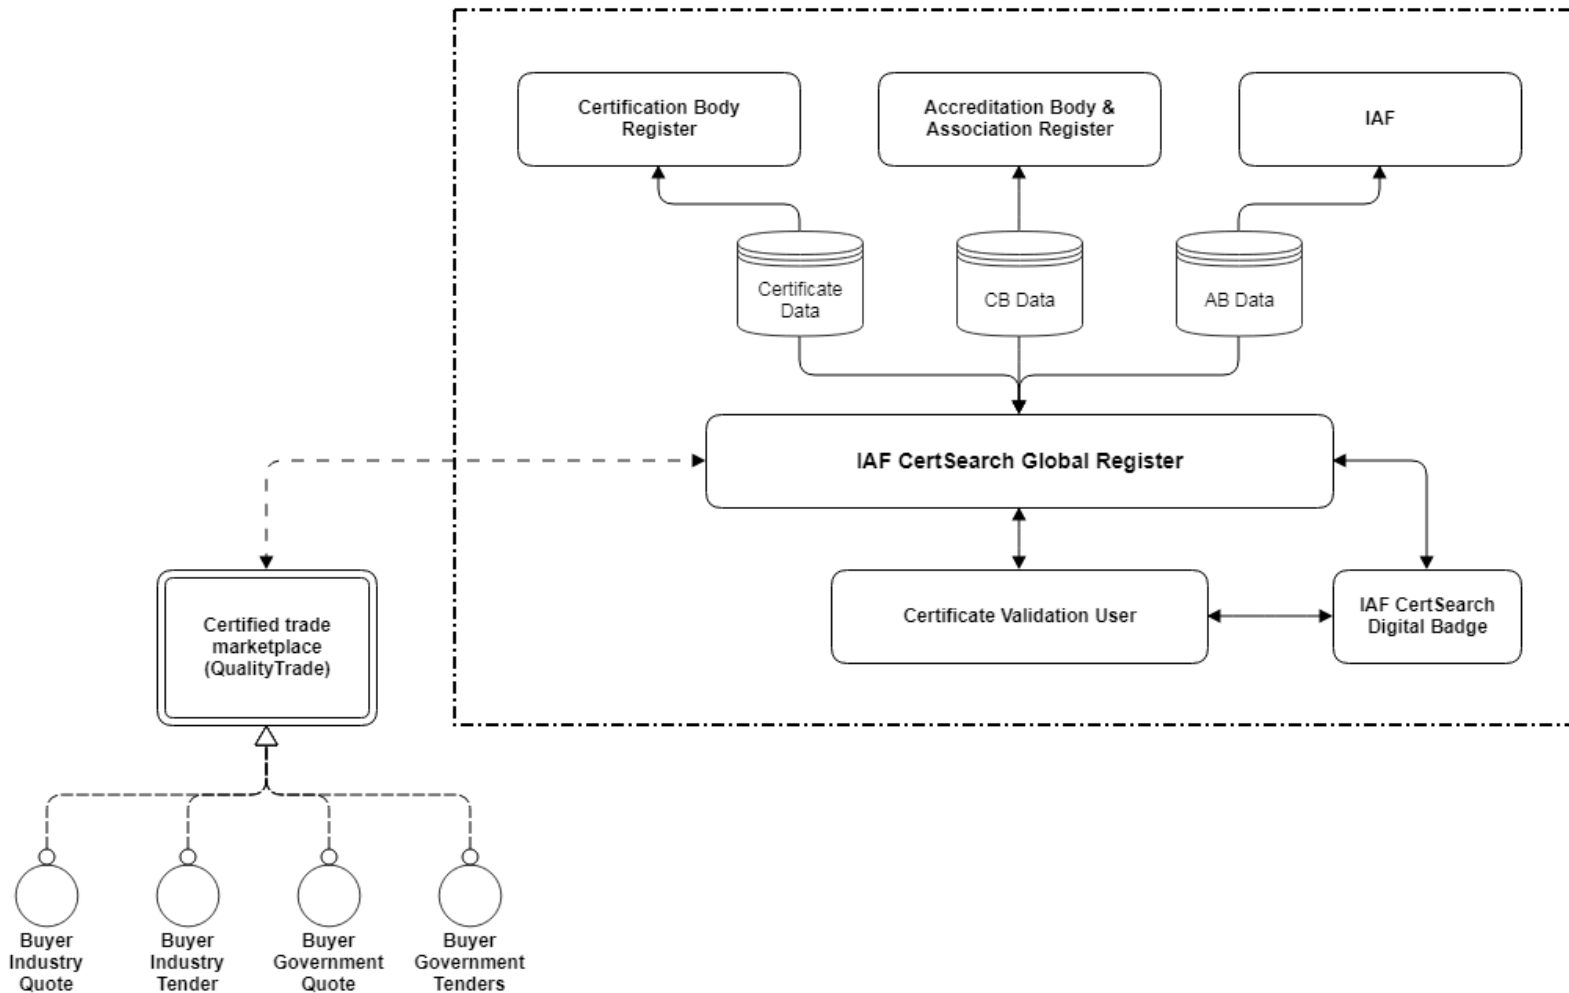 Certification Body
Register
Accreditation Body &
Association Register
IAF
Certificate
Data
CB Data
AB Data
IAF CertSearch Global Register
Certificate Validation User
IAF CertSearch
Digital Badge
Certified trade
marketplace
(QualityTrade)
Buyer
Industry
Quote
Buyer
Industry
Tender
Buyer
Government
Quote
Buyer
Government
Tenders